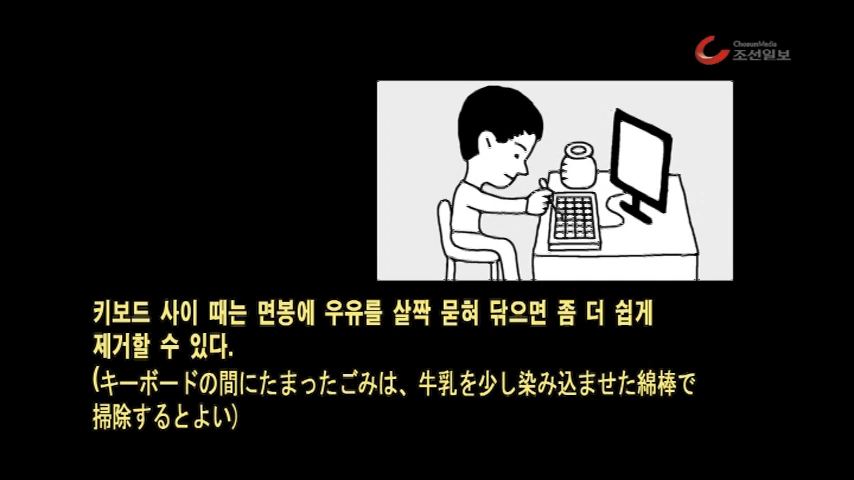 ChosunMedia
조선일보
키보드 사이 때는 면봉에 우유를 살짝 묻혀 닦으면 좀 더 쉽게
제거할 수 있다.
(キーボードの間にたまったごみは、牛乳を少し染み込ませた綿棒で
掃除するとよい)